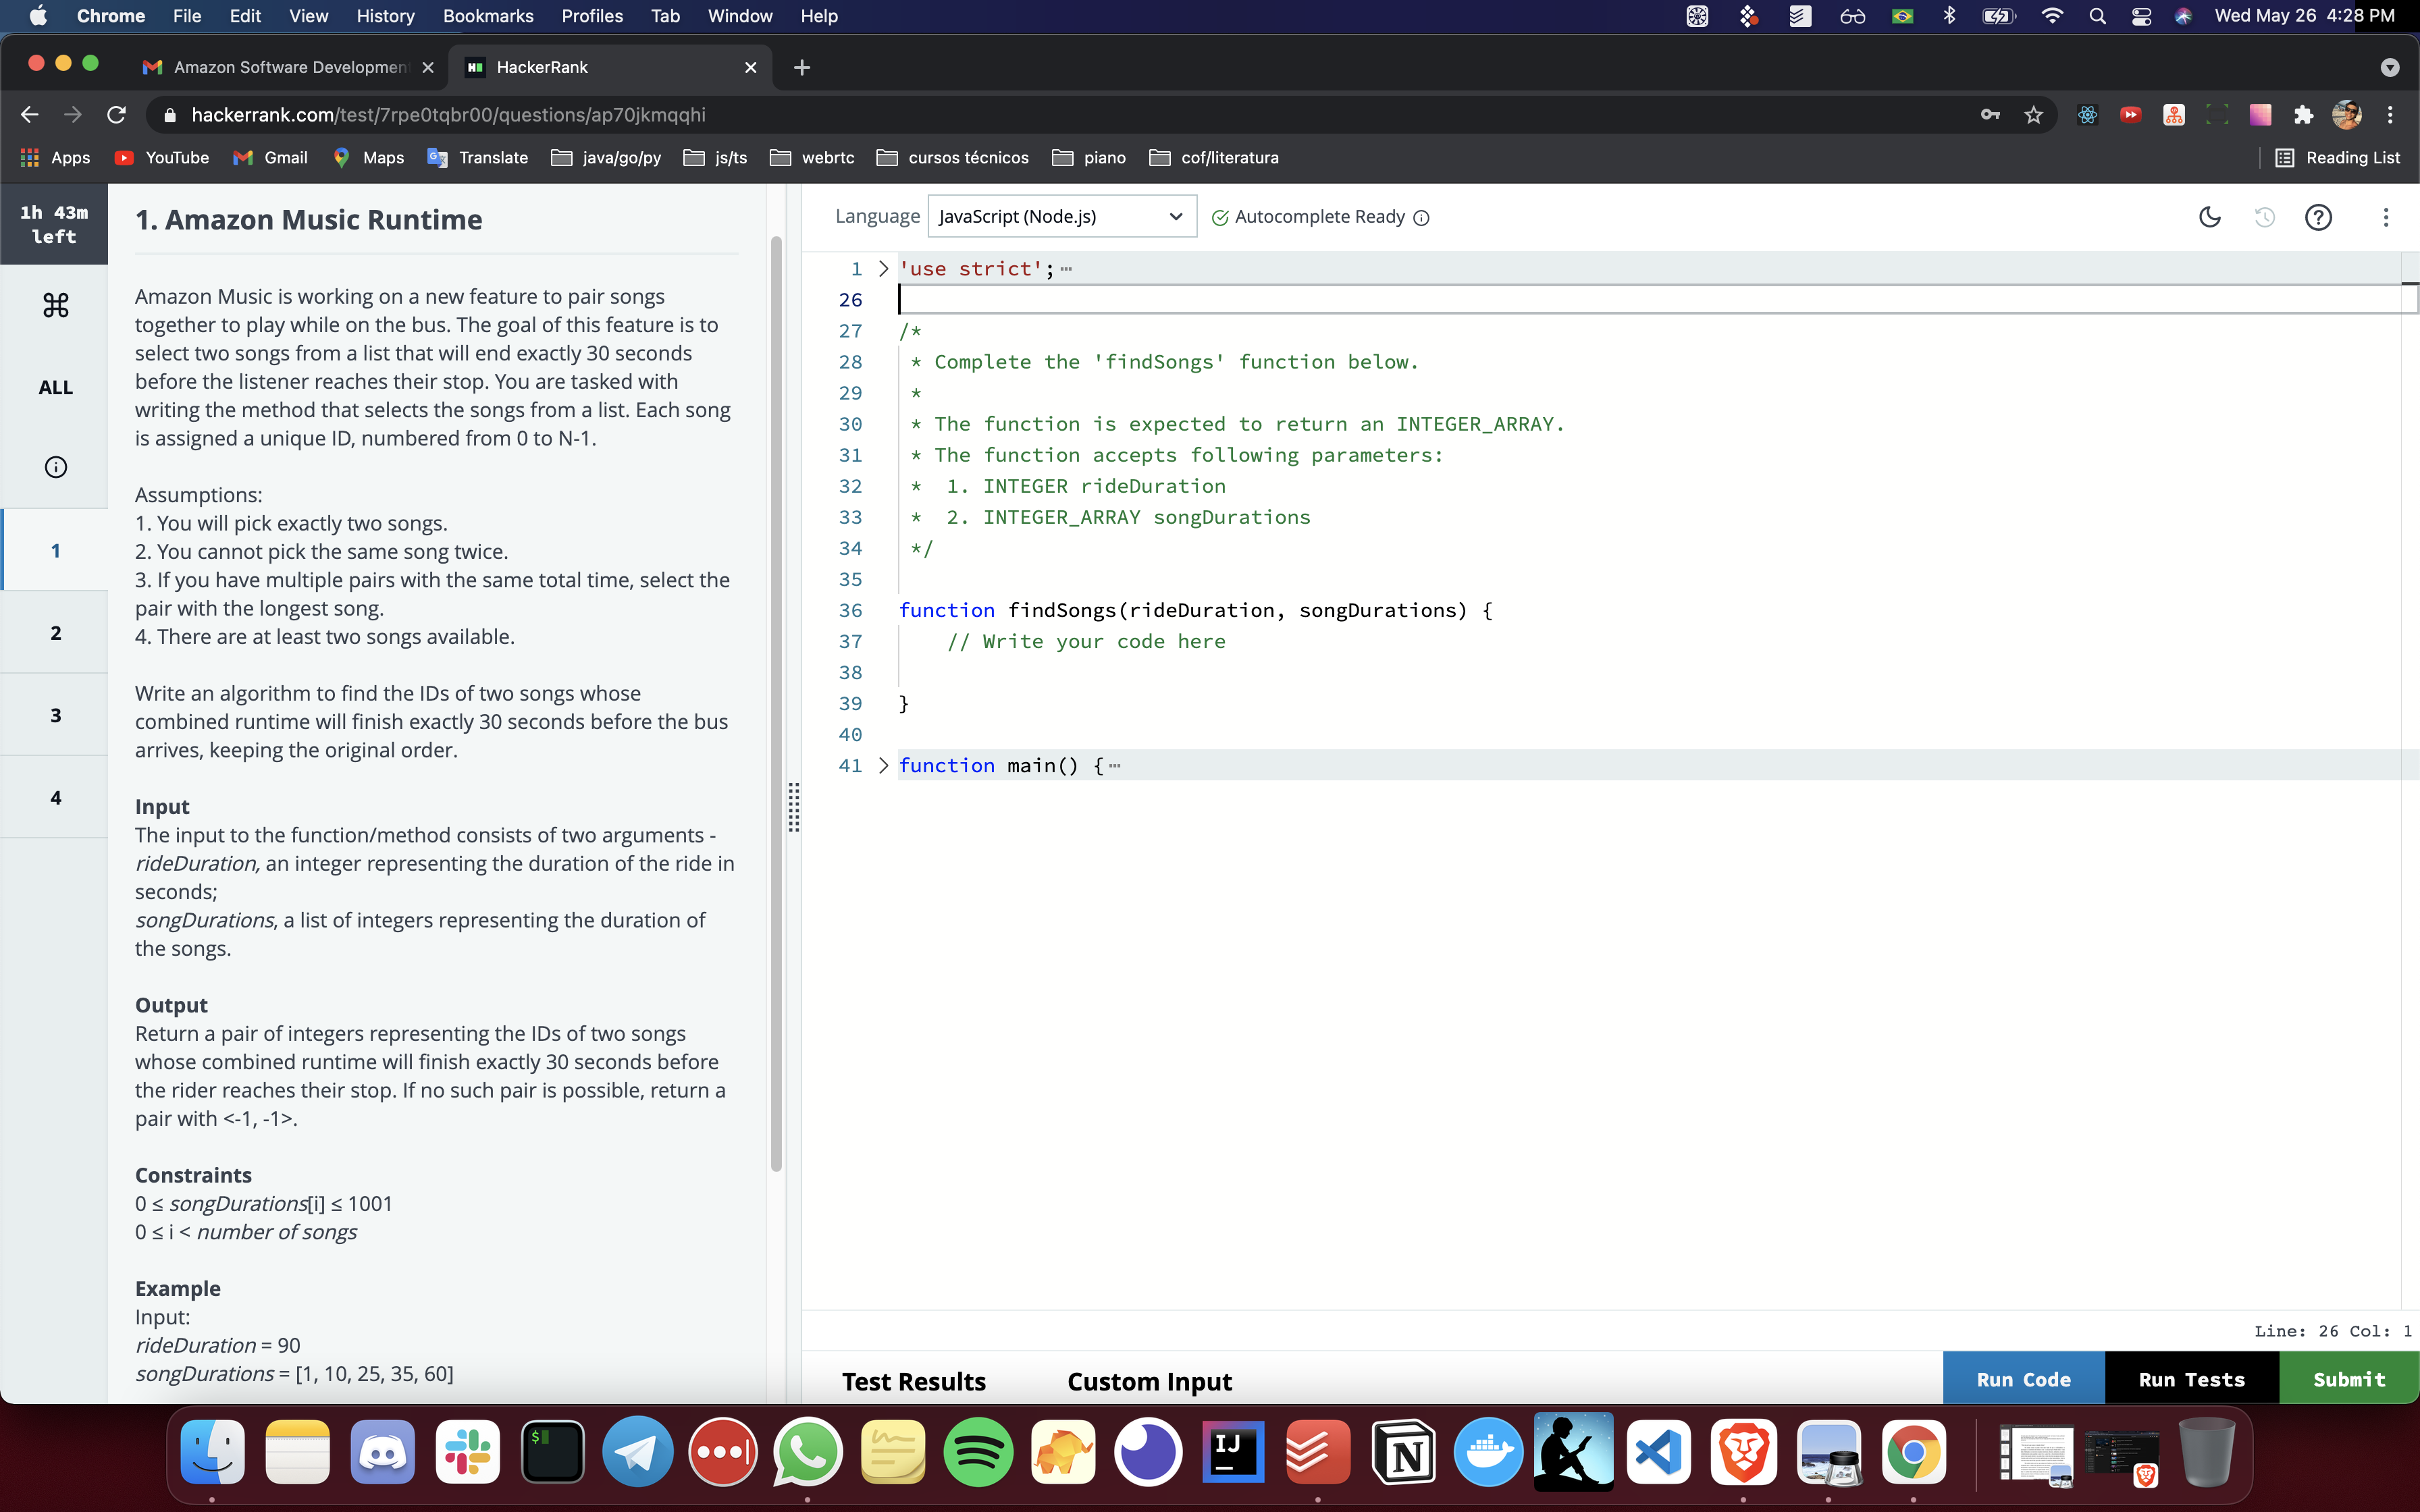 Chrome File Edit View History Bookmarks Profiles Tab Window Help Wed May 26 4:28 PM
Amazon Software Development HackerRank
hackerrank.com/test/7rpe0tqbr00/questions/ap70jkmqqhi
Apps YouTube Gmail Maps Translate java/go/py js/ts webrtc cursos técnicos piano cof/literatura Reading List
1h 43m
left
ALL
1
2
3
4
1. Amazon Music Runtime
Amazon Music is working on a new feature to pair songs
together to play while on the bus. The goal of this feature is to
select two songs from a list that will end exactly 30 seconds
before the listener reaches their stop. You are tasked with
writing the method that selects the songs from a list. Each song
is assigned a unique ID, numbered from 0 to N-1.
Assumptions:
1. You will pick exactly two songs.
2. You cannot pick the same song twice.
3. If you have multiple pairs with the same total time, select the
pair with the longest song.
4. There are at least two songs available.
Write an algorithm to find the IDs of two songs whose
combined runtime will finish exactly 30 seconds before the bus
arrives, keeping the original order.
Input
The input to the function/method consists of two arguments -
rideDuration, an integer representing the duration of the ride in
seconds;
songDurations, a list of integers representing the duration of
the songs.
Output
Return a pair of integers representing the IDs of two songs
whose combined runtime will finish exactly 30 seconds before
the rider reaches their stop. If no such pair is possible, return a
pair with <-1, -1>.
Constraints
0 ≤ songDurations[i] ≤ 1001
0 ≤ i < number of songs
Example
Input:
rideDuration = 90
songDurations = [1, 10, 25, 35, 60]
Language JavaScript (Node.js) Autocomplete Ready
1 'use strict';
26
27 /*
28 * Complete the 'findSongs' function below.
29 *
30 * The function is expected to return an INTEGER_ARRAY.
31 * The function accepts following parameters:
32 * 1. INTEGER rideDuration
33 * 2. INTEGER_ARRAY songDurations
34 */
35
36 function findSongs(rideDuration, songDurations) {
37 // Write your code here
38
39 }
40
41 function main() {
Line: 26 Col: 1
Test Results Custom Input Run Code Run Tests Submit
$ IJ N